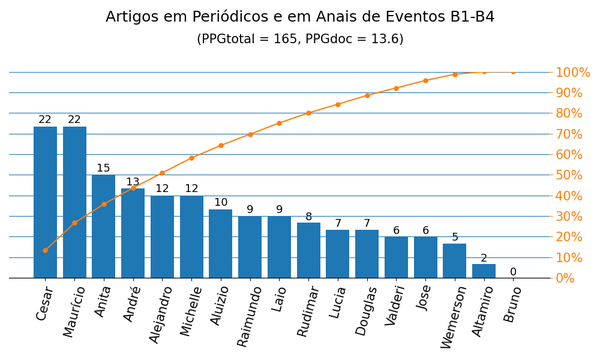 Artigos em Periódicos e em Anais de Eventos B1-B4
(PPGtotal = 165, PPGdoc = 13.6)
100%
90%
80%
70%
60%
50%
40%
30%
20%
10%
0%
22
22
15
13
12
12
10
9
9
8
7
7
6
6
5
2
0
Cesar
Maurício
Anita
André
Alejandro
Michelle
Aluizio
Raimundo
Laio
Rudimar
Lucia
Douglas
Valderi
Jose
Wemerson
Altamiro
Bruno